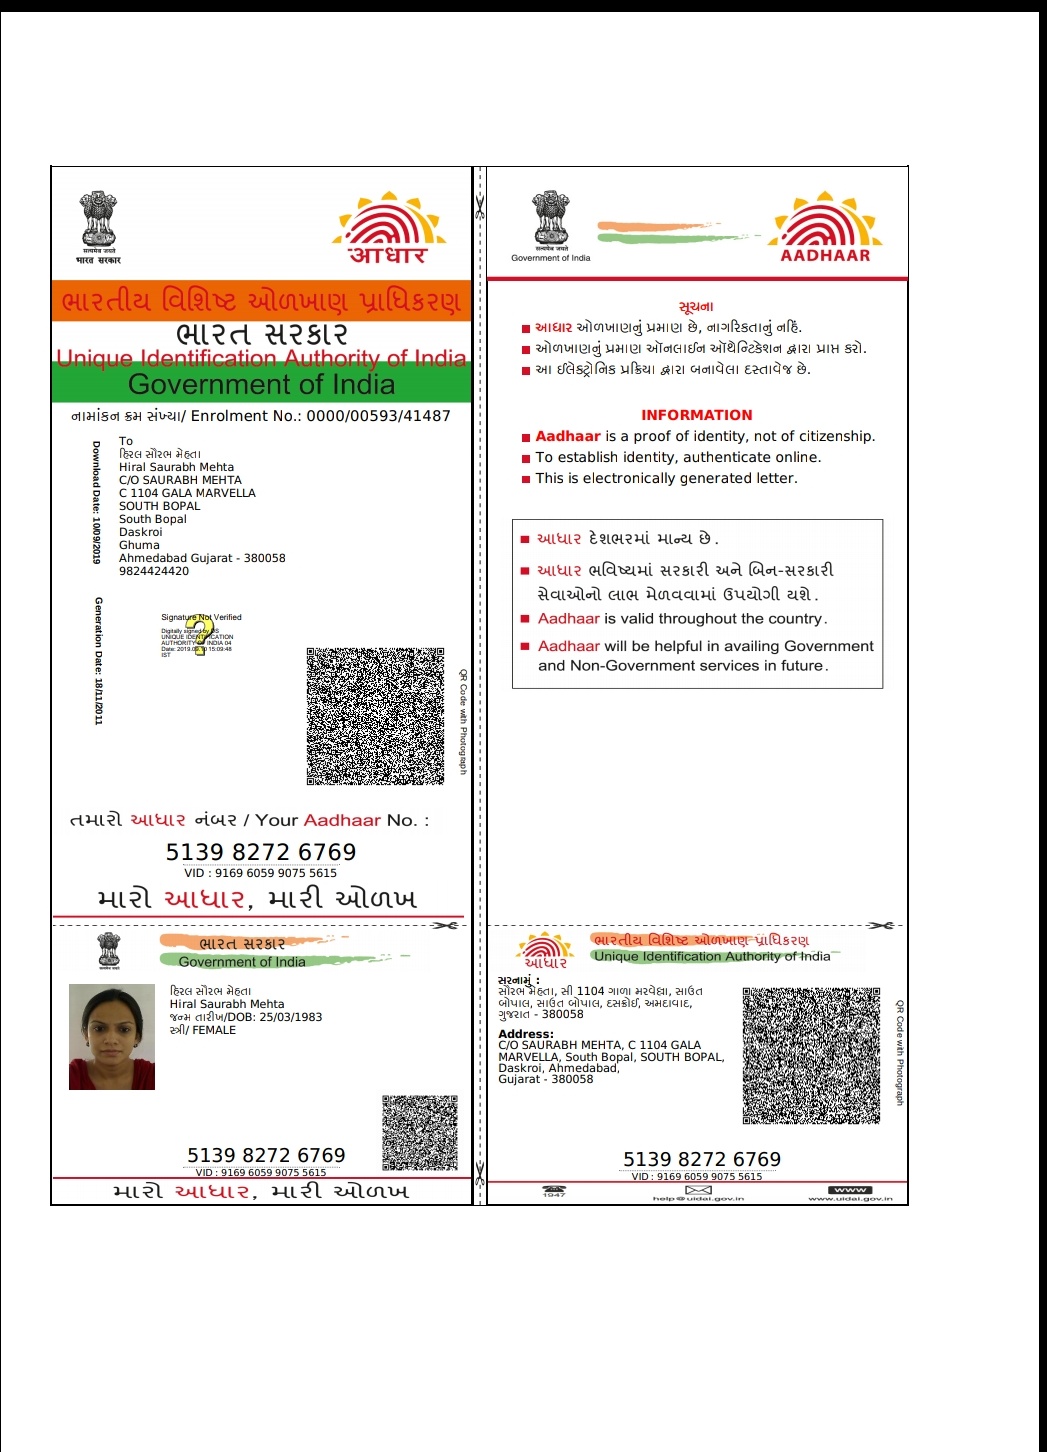 सत्यमेव जयते
भारत सरकार
आधार
ભારતીય વિશિષ્ટ ઓળખાણ પ્રાધિકરણ
ભારત સરકાર
Unique Identification Authority of India
Government of India
નામાંકન ક્રમ સંખ્યા/ Enrolment No.: 0000/00593/41487
Download Date: 10/09/2019
To
હિરલ સૌરભ મેહતા
Hiral Saurabh Mehta
C/O SAURABH MEHTA
C 1104 GALA MARVELLA
SOUTH BOPAL
South Bopal
Daskroi
Ghuma
Ahmedabad Gujarat - 380058
9824424420
Generation Date: 18/11/2011
Signature Not Verified
Digitally signed by DS
UNIQUE IDENTIFICATION
AUTHORITY OF INDIA 04
Date: 2019.09.10 15:09:48
IST
QR Code with Photograph
તમારો આધાર નંબર / Your Aadhaar No. :
5139 8272 6769
VID : 9169 6059 9075 5615
મારો આધાર, મારી ઓળખ
ભારત સરકાર
Government of India
હિરલ સૌરભ મેહતા
Hiral Saurabh Mehta
જન્મ તારીખ/DOB: 25/03/1983
સ્ત્રી/ FEMALE
5139 8272 6769
VID : 9169 6059 9075 5615
મારો આધાર, મારી ઓળખ
सत्यमेव जयते
Government of India
AADHAAR
સૂચના
આધાર ઓળખાણનું પ્રમાણ છે, નાગરિકતાનું નહિં.
ઓળખાણનું પ્રમાણ ઑનલાઈન ઑથેન્ટિકેશન દ્વારા પ્રાપ્ત કરો.
આ ઈલેક્ટ્રોનિક પ્રક્રિયા દ્વારા બનાવેલા દસ્તાવેજ છે.
INFORMATION
Aadhaar is a proof of identity, not of citizenship.
To establish identity, authenticate online.
This is electronically generated letter.
આધાર દેશભરમાં માન્ય છે.
આધાર ભવિષ્યમાં સરકારી અને બિન-સરકારી
સેવાઓનો લાભ મેળવવામાં ઉપયોગી થશે.
Aadhaar is valid throughout the country.
Aadhaar will be helpful in availing Government
and Non-Government services in future.
ભારતીય વિશિષ્ટ ઓળખાણ પ્રાધિકરણ
Unique Identification Authority of India
આધાર
સરનામું :
સૌરભ મેહતા, સી 1104 ગાળા મરવેલ્લા, સાઉત
બોપાલ, સાઉત બોપાલ, દસક્રોઈ, અમદાવાદ,
ગુજરાત - 380058
Address:
C/O SAURABH MEHTA, C 1104 GALA
MARVELLA, South Bopal, SOUTH BOPAL,
Daskroi, Ahmedabad,
Gujarat - 380058
QR Code with Photograph
5139 8272 6769
VID : 9169 6059 9075 5615
1947
help@uidai.gov.in
www
www.uidai.gov.in